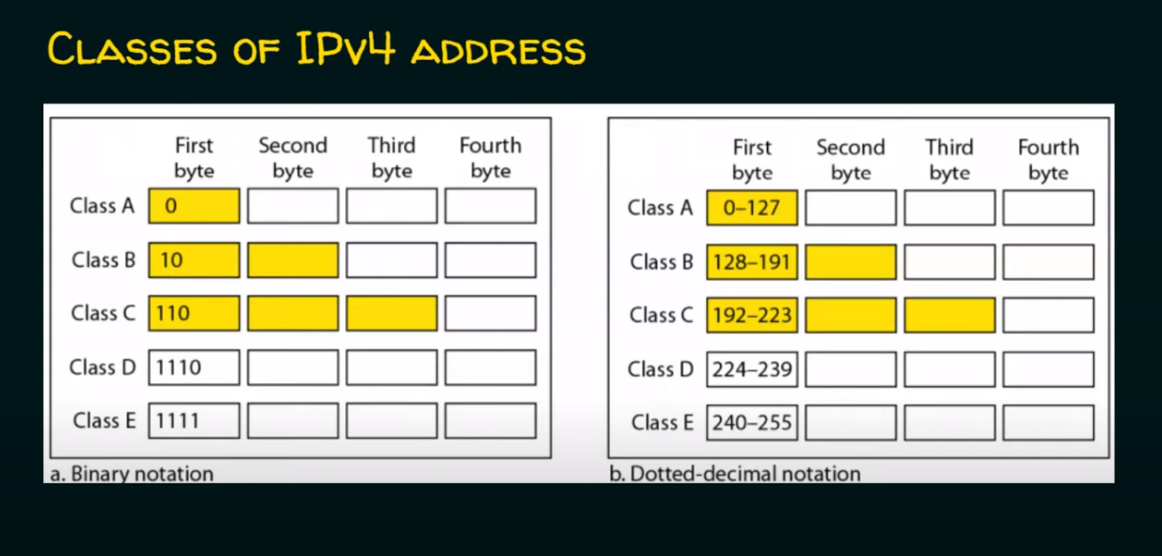 CLASSES OF IPV4 ADDRESS
First Second Third Fourth
byte byte byte byte
Class A 0
Class B 10
Class C 110
Class D 1110
Class E 1111
a. Binary notation
First Second Third Fourth
byte byte byte byte
Class A 0–127
Class B 128–191
Class C 192–223
Class D 224–239
Class E 240–255
b. Dotted-decimal notation